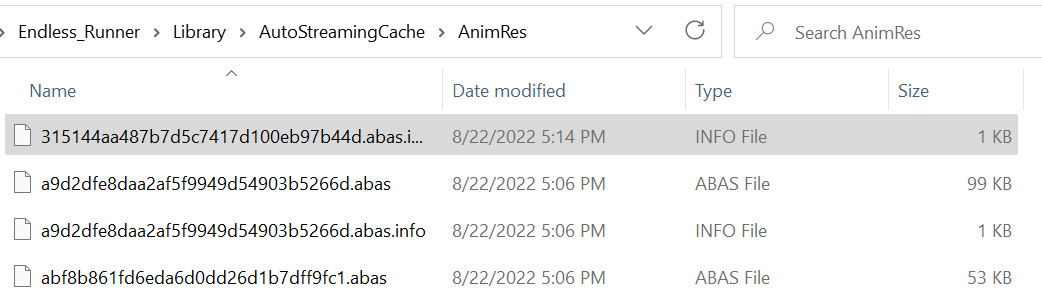 Endless_Runner > Library > AutoStreamingCache > AnimRes Search AnimRes
Name Date modified Type Size
315144aa487b7d5c7417d100eb97b44d.abas.i... 8/22/2022 5:14 PM INFO File 1 KB
a9d2dfe8daa2af5f9949d54903b5266d.abas 8/22/2022 5:06 PM ABAS File 99 KB
a9d2dfe8daa2af5f9949d54903b5266d.abas.info 8/22/2022 5:06 PM INFO File 1 KB
abf8b861fd6eda6d0dd26d1b7dff9fc1.abas 8/22/2022 5:06 PM ABAS File 53 KB